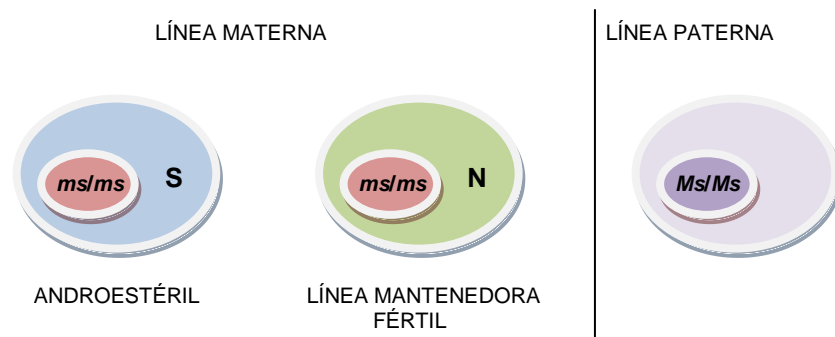 LÍNEA MATERNA
LÍNEA PATERNA
ms/ms
S
ms/ms
N
Ms/Ms
ANDROESTÉRIL
LÍNEA MANTENEDORA
FÉRTIL